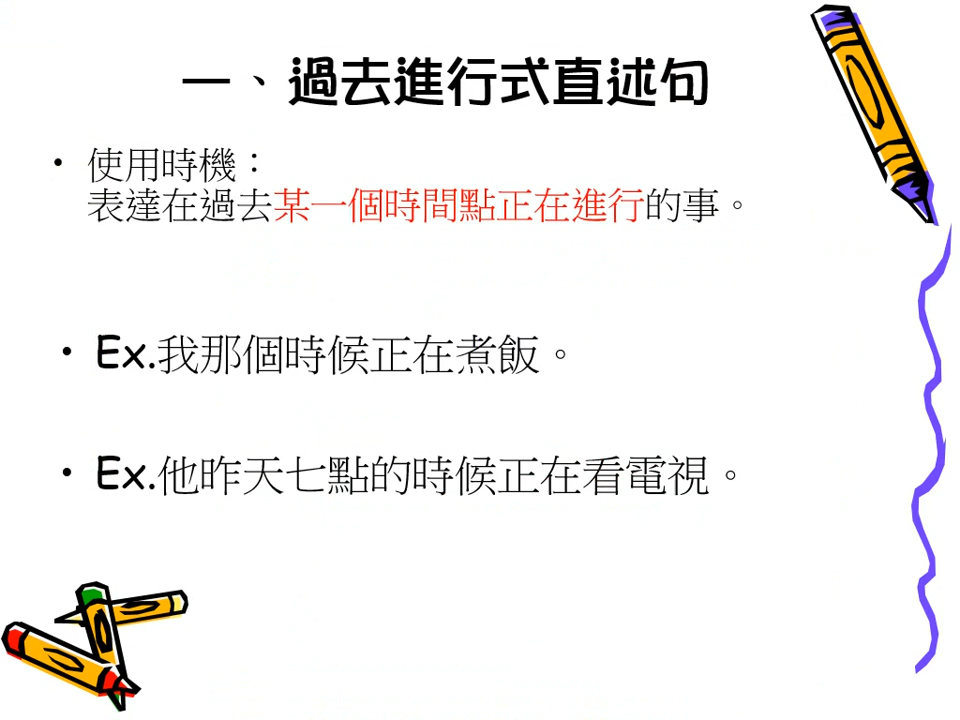 一、過去進行式直述句
• 使用時機：
表達在過去某一個時間點正在進行的事。
• Ex.我那個時候正在煮飯。
• Ex.他昨天七點的時候正在看電視。